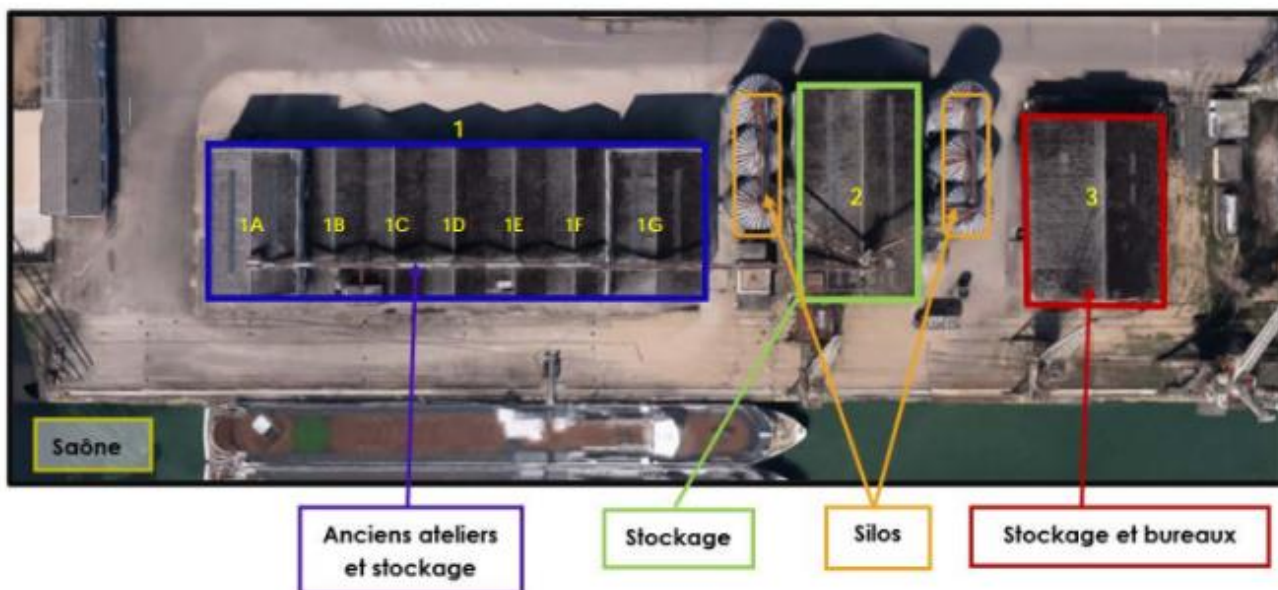 1
1A
1B
1C
1D
1E
1F
1G
2
3
Saône
Anciens ateliers
et stockage
Stockage
Silos
Stockage et bureaux